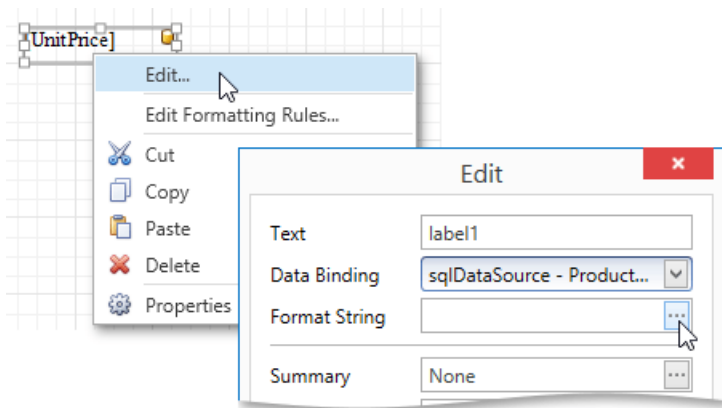 UnitPrice]
Edit...
Edit Formatting Rules...
Cut
Copy
Paste
Delete
Properties
Edit
Text label1
Data Binding sqlDataSource - Product...
Format String ...
Summary None ...